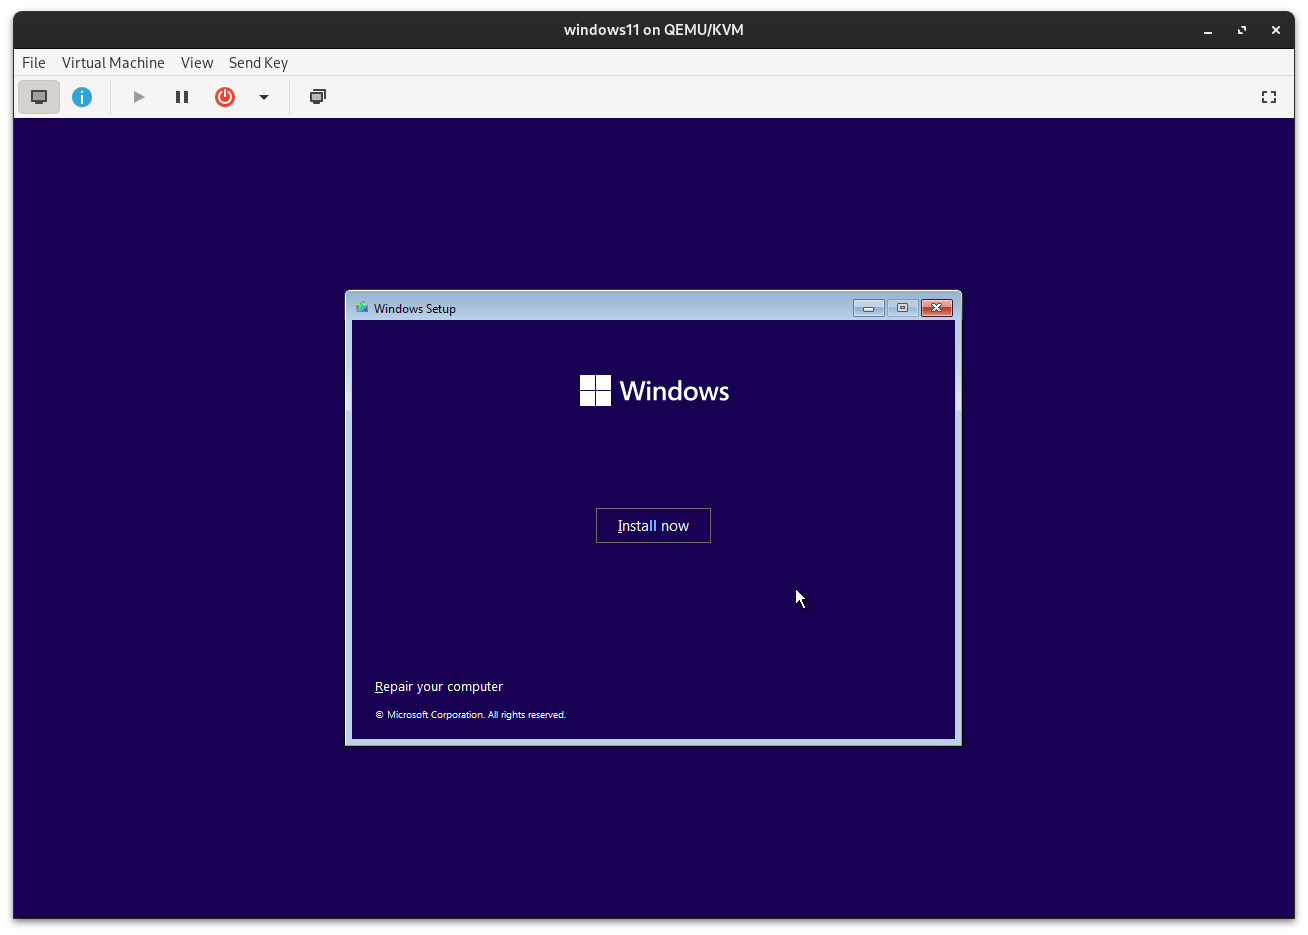 windows11 on QEMU/KVM
File Virtual Machine View Send Key
Windows Setup
Windows
Install now
Repair your computer
© Microsoft Corporation. All rights reserved.